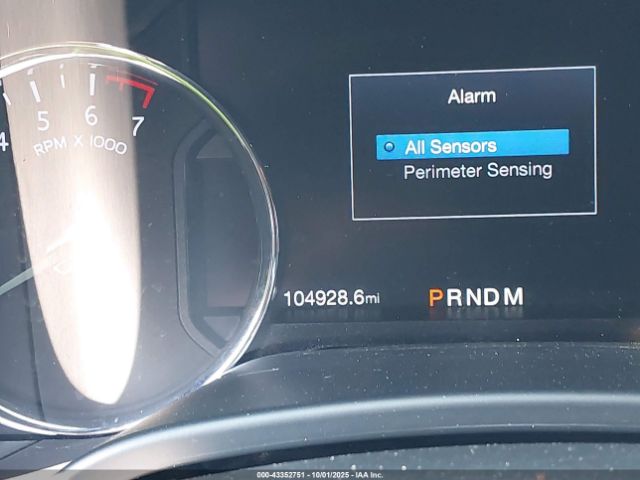 Alarm
All Sensors
Perimeter Sensing
4 5 6 7
RPM X 1000
104928.6mi
PRNDM
000-43352751 - 10/01/2025 - IAA Inc.